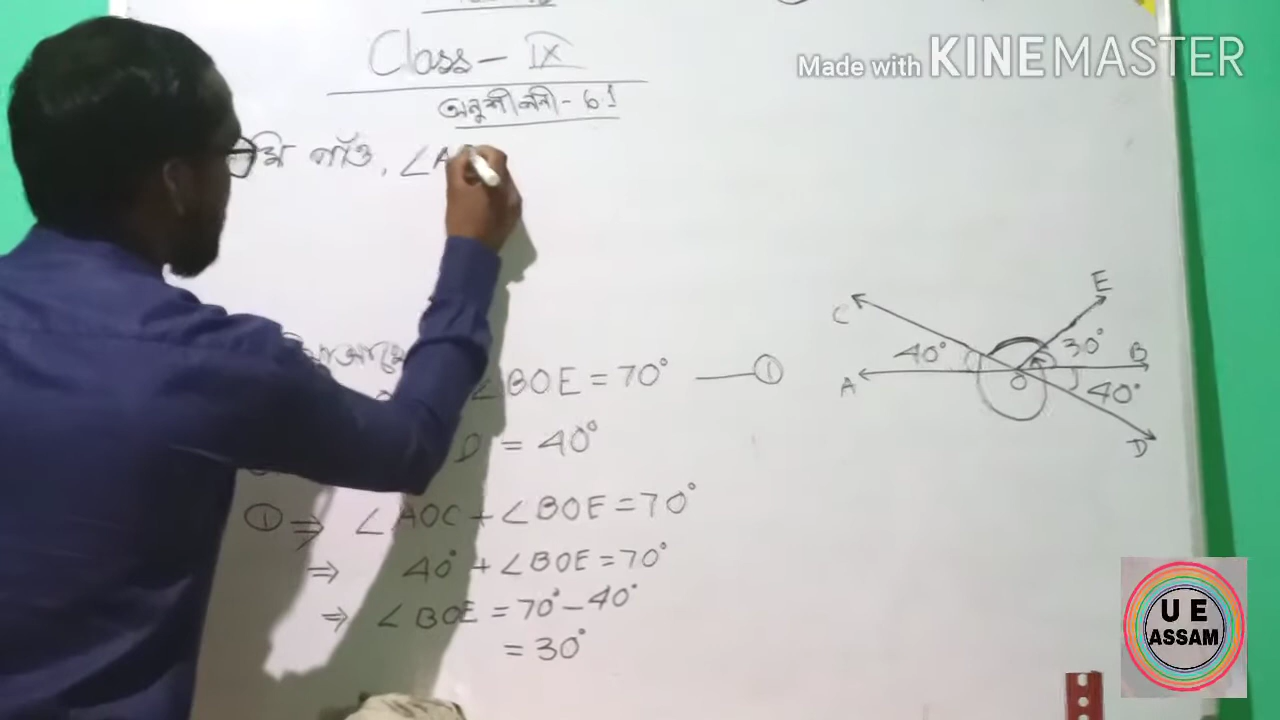 Made with KINEMASTER
Class - IX
অনুশীলনী - 6.1
পাওঁ, ∠A
∠BOE = 70° ——①
D = 40°
① ⇒ ∠AOC + ∠BOE = 70°
⇒ 40° + ∠BOE = 70°
⇒ ∠BOE = 70° - 40°
= 30°
E
C
40°
30°
B
A
O
40°
D
U E
ASSAM